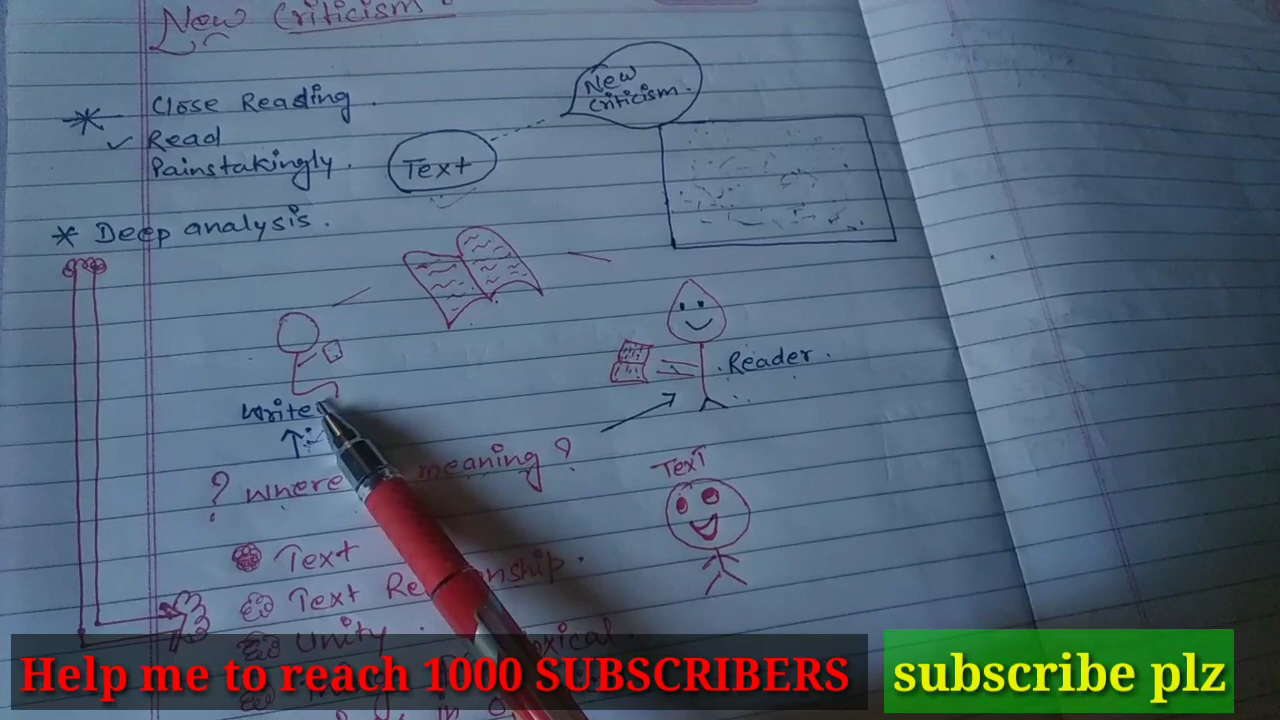 New Criticism.
New
Criticism.
Close Reading.
Read
Painstakingly.
Text
* Deep analysis.
Reader.
Write
? Where meaning?
Text
Text
Text
Unity.
Help me to reach 1000 SUBSCRIBERS
subscribe plz